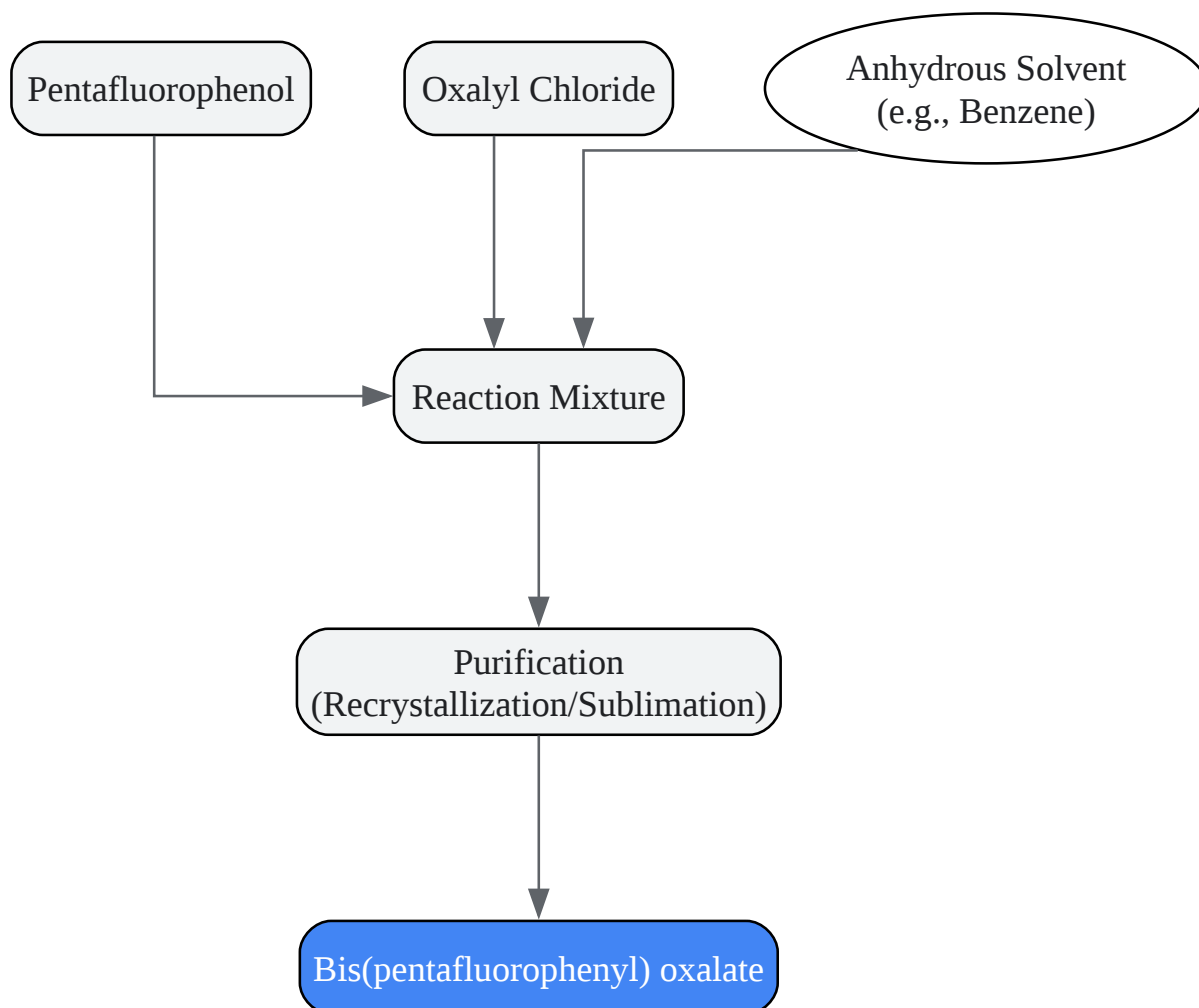 Pentafluorophenol
Oxalyl Chloride
Anhydrous Solvent
(e.g., Benzene)
Reaction Mixture
Purification
(Recrystallization/Sublimation)
Bis(pentafluorophenyl) oxalate